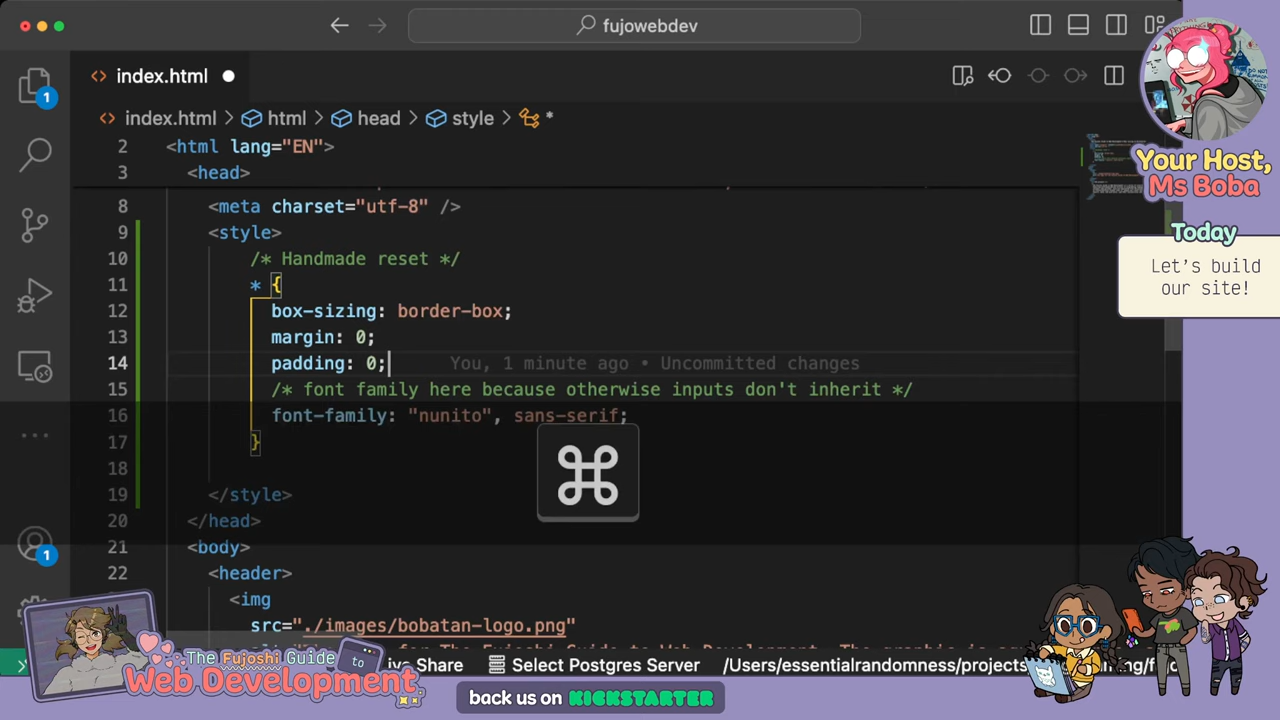 fujowebdev
index.html
1
index.html > html > head > style > *
2 <html lang="EN">
3 <head>
8 <meta charset="utf-8" />
9 <style>
10 /* Handmade reset */
11 * {
12 box-sizing: border-box;
13 margin: 0;
14 padding: 0; You, 1 minute ago • Uncommitted changes
15 /* font family here because otherwise inputs don't inherit */
16 font-family: "nunito", sans-serif;
17 }
18
19 </style>
20 </head>
21 <body>
22 <header>
<img
src="./images/bobatan-logo.png"
1
⌘
Your Host,
Ms Boba
Today
Let's build
our site!
Share
Select Postgres Server
/Users/essentialrandomness/projects
The Fujoshi Guide
to
Web Development
back us on KICKSTARTER